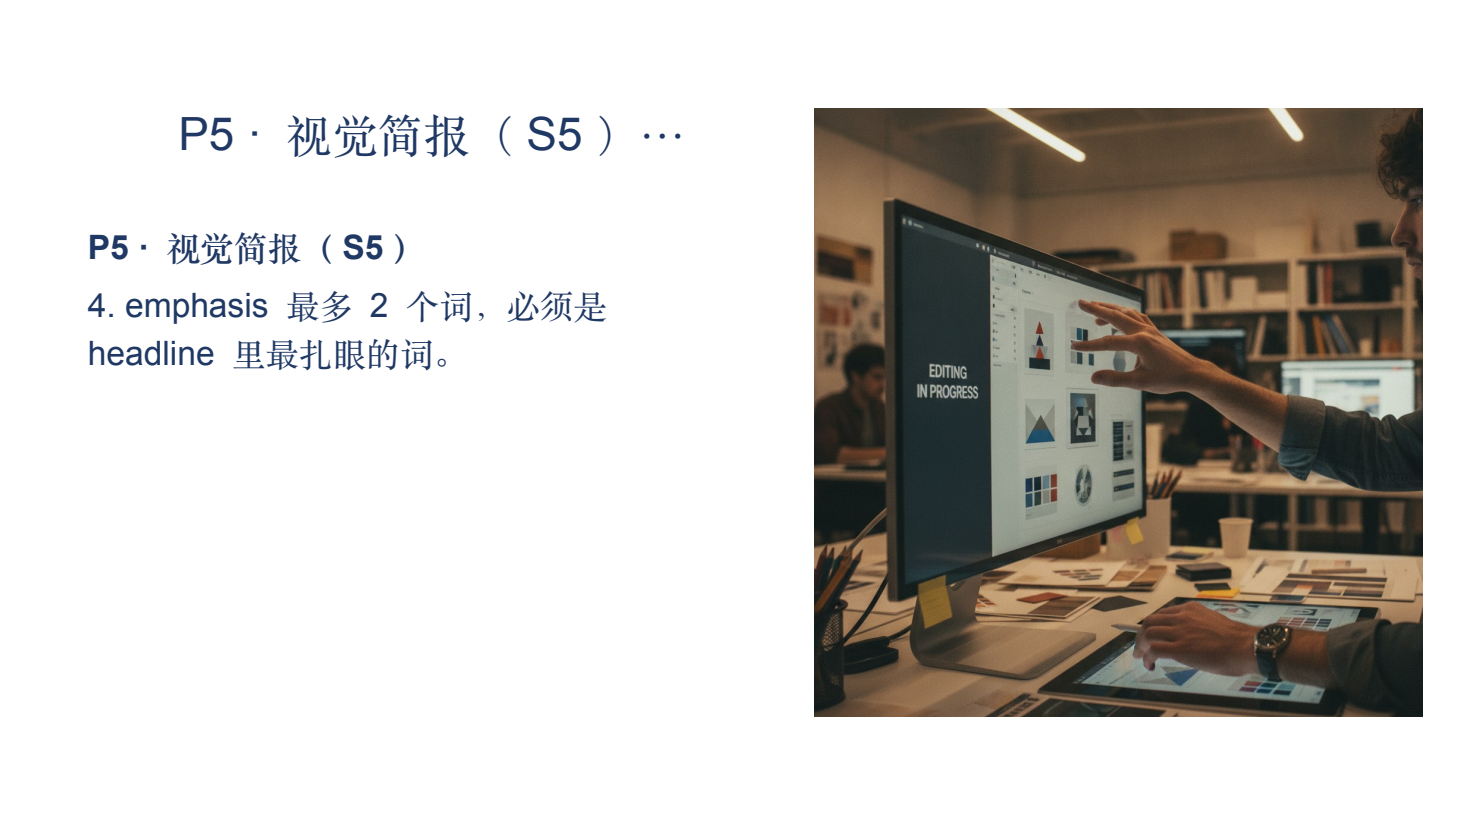 P5 · 视觉简报（S5）…
P5 · 视觉简报（S5）
4. emphasis 最多 2 个词，必须是
headline 里最扎眼的词。
EDITING
IN PROGRESS